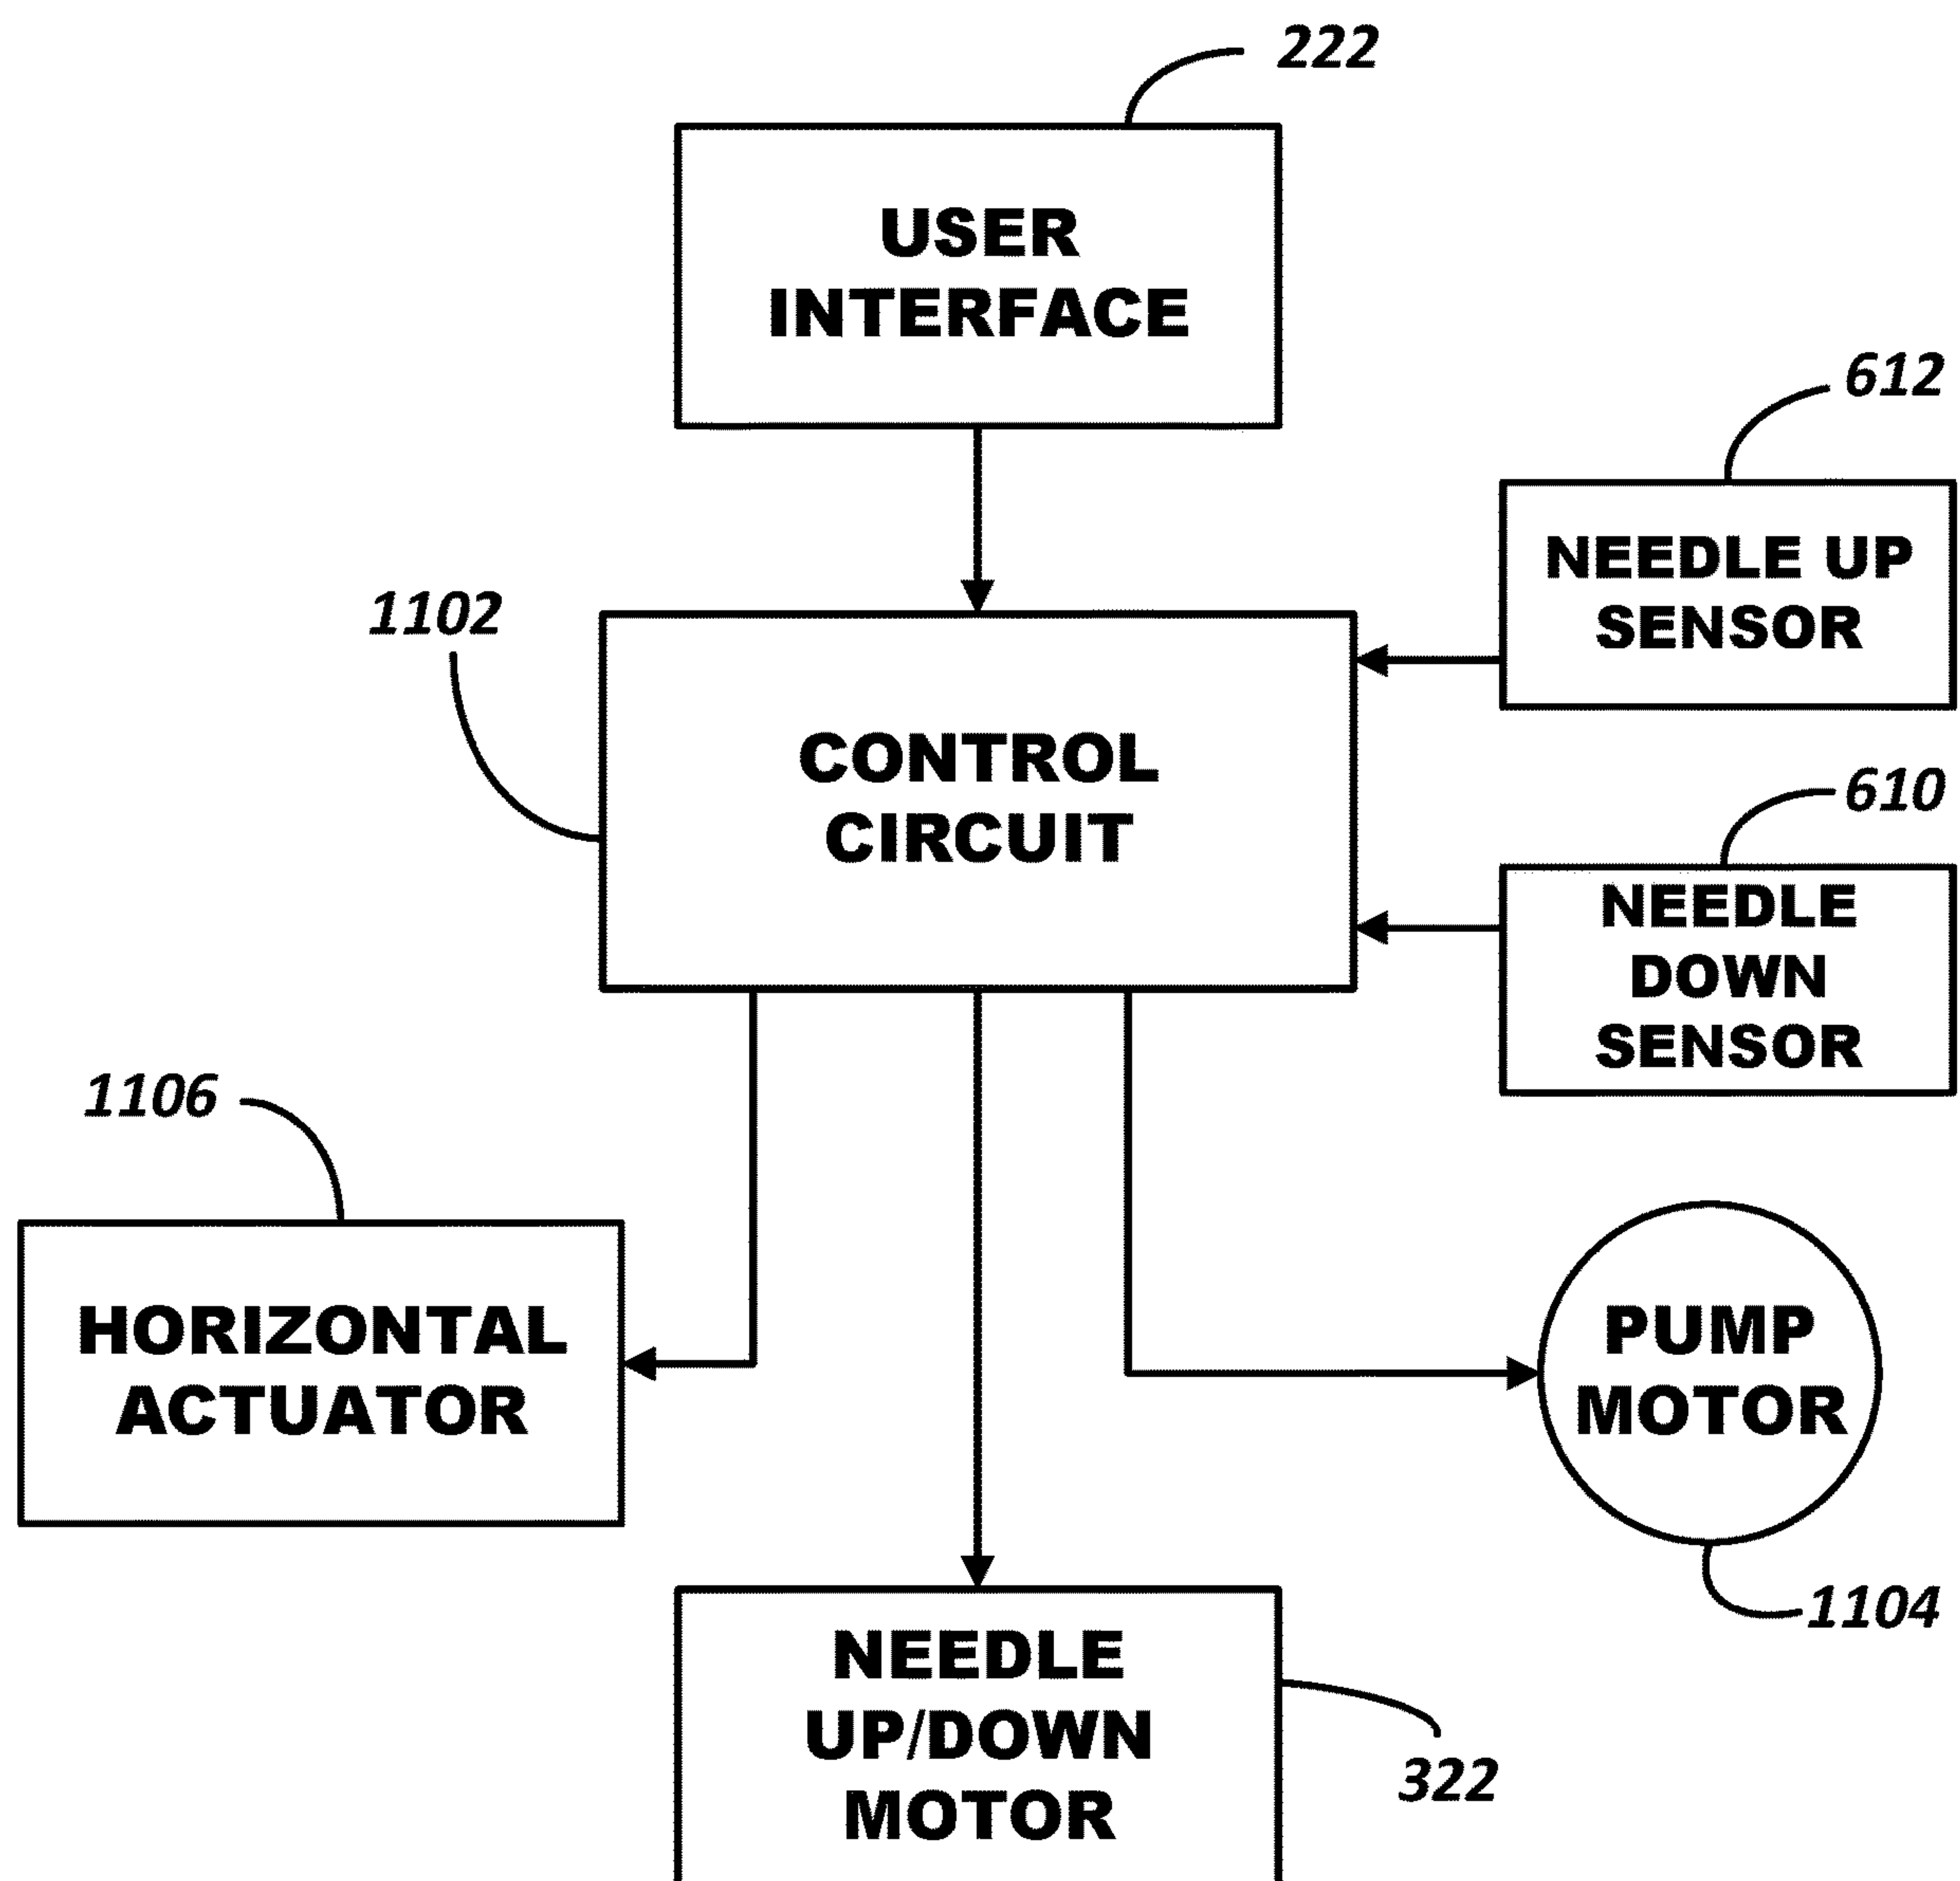 222
USER
INTERFACE
612
NEEDLE UP
SENSOR
1102
CONTROL
CIRCUIT
610
NEEDLE
DOWN
SENSOR
1106
HORIZONTAL
ACTUATOR
PUMP
MOTOR
1104
NEEDLE
UP/DOWN
MOTOR
322